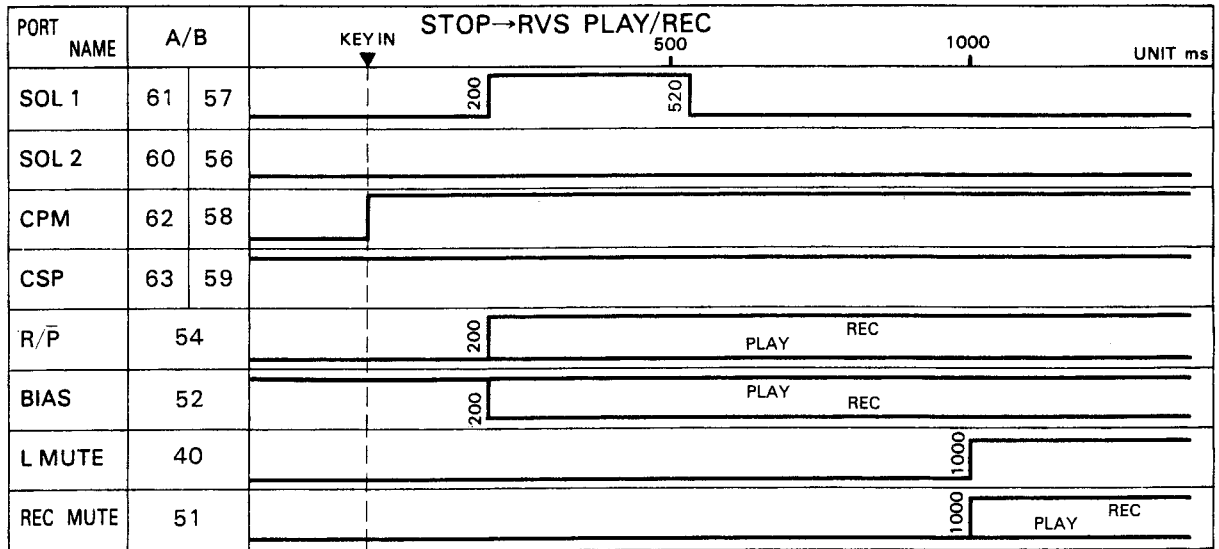 PORT NAME A/B KEY IN STOP→RVS PLAY/REC 500 1000 UNIT ms
SOL 1 61 57 200 520
SOL 2 60 56
CPM 62 58
CSP 63 59
R/P̄ 54 200 PLAY REC
BIAS 52 200 PLAY REC
L MUTE 40 1000
REC MUTE 51 1000 PLAY REC